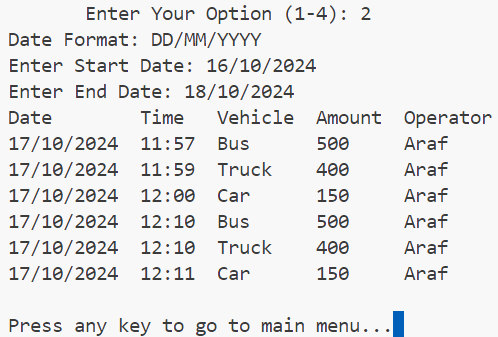 Enter Your Option (1-4): 2
Date Format: DD/MM/YYYY
Enter Start Date: 16/10/2024
Enter End Date: 18/10/2024
Date Time Vehicle Amount Operator
17/10/2024 11:57 Bus 500 Araf
17/10/2024 11:59 Truck 400 Araf
17/10/2024 12:00 Car 150 Araf
17/10/2024 12:10 Bus 500 Araf
17/10/2024 12:10 Truck 400 Araf
17/10/2024 12:11 Car 150 Araf
Press any key to go to main menu...